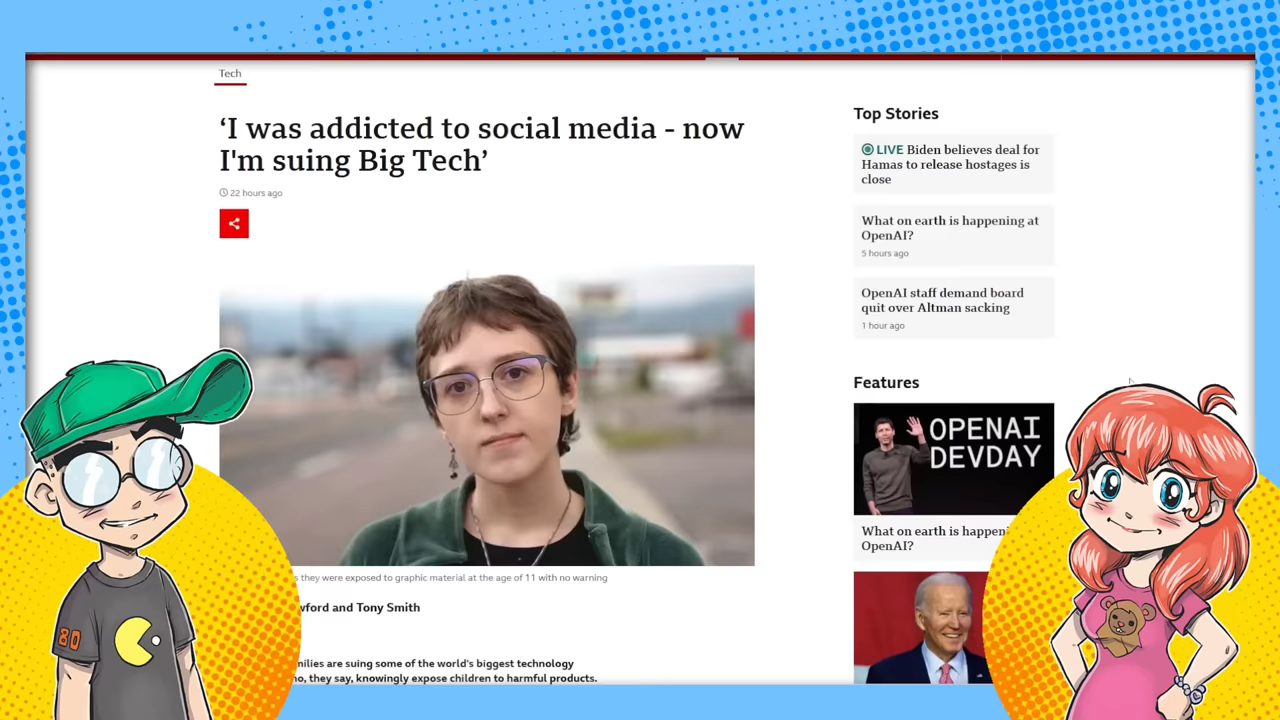 Tech
‘I was addicted to social media - now
I'm suing Big Tech’
22 hours ago
they were exposed to graphic material at the age of 11 with no warning
and Tony Smith
are suing some of the world's biggest technology
they say, knowingly expose children to harmful products.
Top Stories
LIVE Biden believes deal for
Hamas to release hostages is
close
What on earth is happening at
OpenAI?
5 hours ago
OpenAI staff demand board
quit over Altman sacking
1 hour ago
Features
OPENAI
DEVDAY
What on earth is
OpenAI?
80